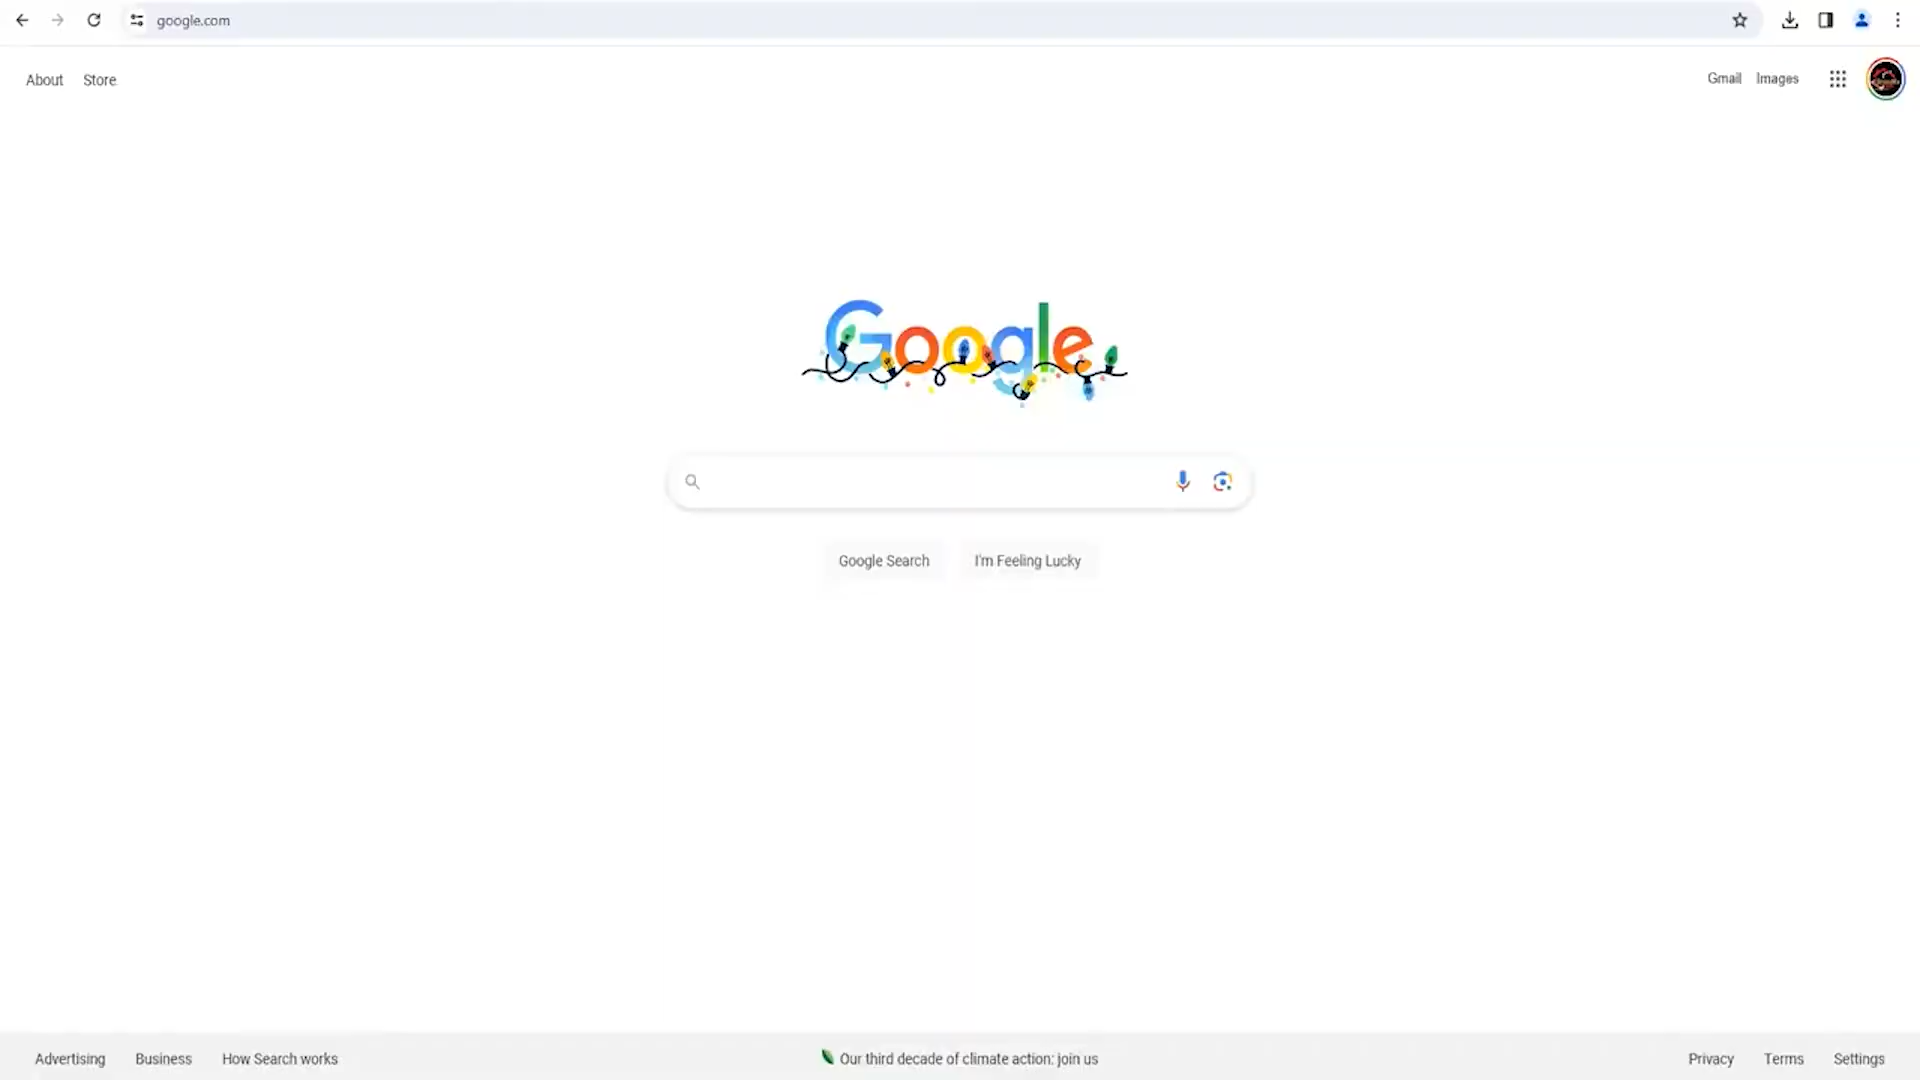 google.com
About Store
Gmail Images
Google
Google Search I'm Feeling Lucky
Advertising Business How Search works
Our third decade of climate action: join us
Privacy Terms Settings